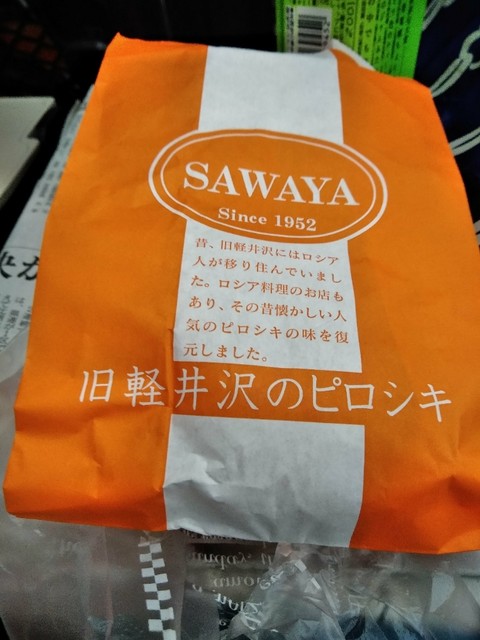 SAWAYA
Since 1952
昔、旧軽井沢にはロシア
人が移り住んでいまし
た。ロシア料理のお店も
あり、その昔懐かしい人
気のピロシキの味を復
元しました。
旧軽井沢のピロシキ